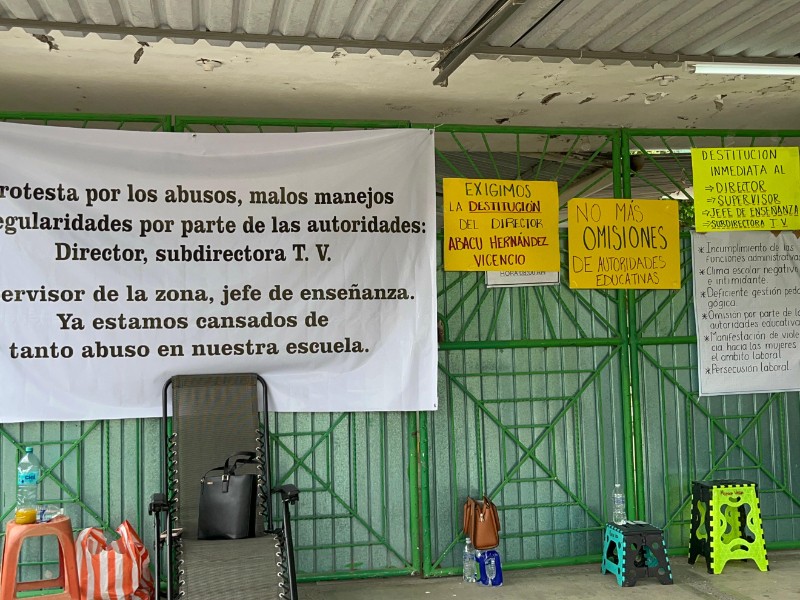 rotesta por los abusos, malos manejos
egularidades por parte de las autoridades:
Director, subdirectora T. V.
ervisor de la zona, jefe de enseñanza.
Ya estamos cansados de
tanto abuso en nuestra escuela.
EXIGIMOS
LA DESTITUCIÓN
DEL DIRECTOR
ABACU HERNÁNDEZ
VICENCIO
NO MÁS
OMISIONES
DE AUTORIDADES
EDUCATIVAS
DESTITUCION
INMEDIATA AL
⇒DIRECTOR
⇒SUPERVISOR
⇒JEFE DE ENSEÑANZA
⇒SUBDIRECTORA T.V.
*Incumplimiento de las
funciones administrativas
*Clima escolar negativo
e intimidante.
*Deficiente gestión peda
gógica.
*Omisión por parte de la
autoridades educativa
*Manifestación de viole
cia hacia las mujeres
el ambito laboral
*Persecusión laboral.